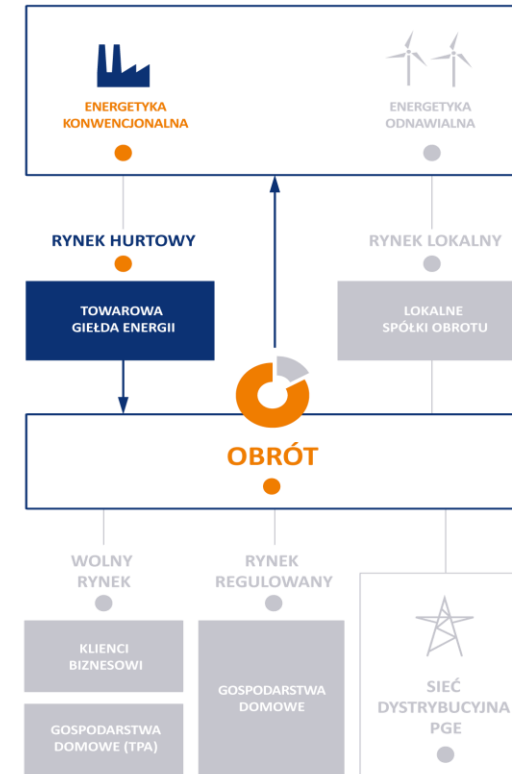 ENERGETYKA
KONWENCJONALNA
ENERGETYKA
ODNAWIALNA
RYNEK HURTOWY
RYNEK LOKALNY
TOWAROWA
GIEŁDA ENERGII
LOKALNE
SPÓŁKI OBROTU
OBRÓT
WOLNY
RYNEK
RYNEK
REGULOWANY
KLIENCI
BIZNESOWI
GOSPODARSTWA
DOMOWE (TPA)
GOSPODARSTWA
DOMOWE
SIEĆ
DYSTRYBUCYJNA
PGE